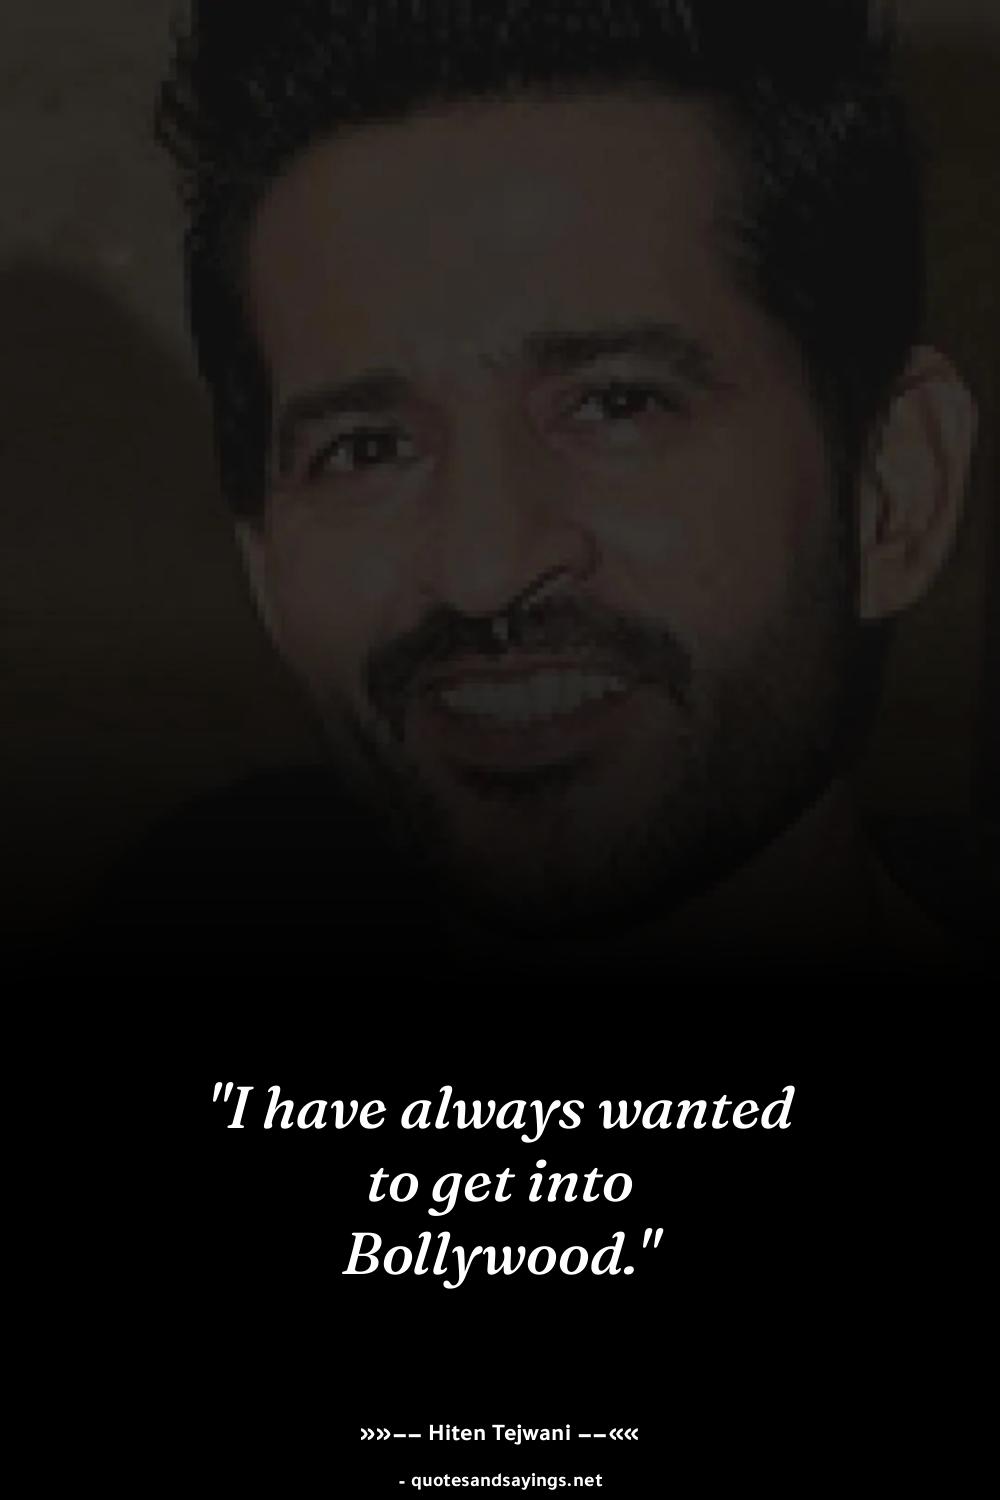 "I have always wanted
to get into
Bollywood."
»»-- Hiten Tejwani --««
- quotesandsayings.net